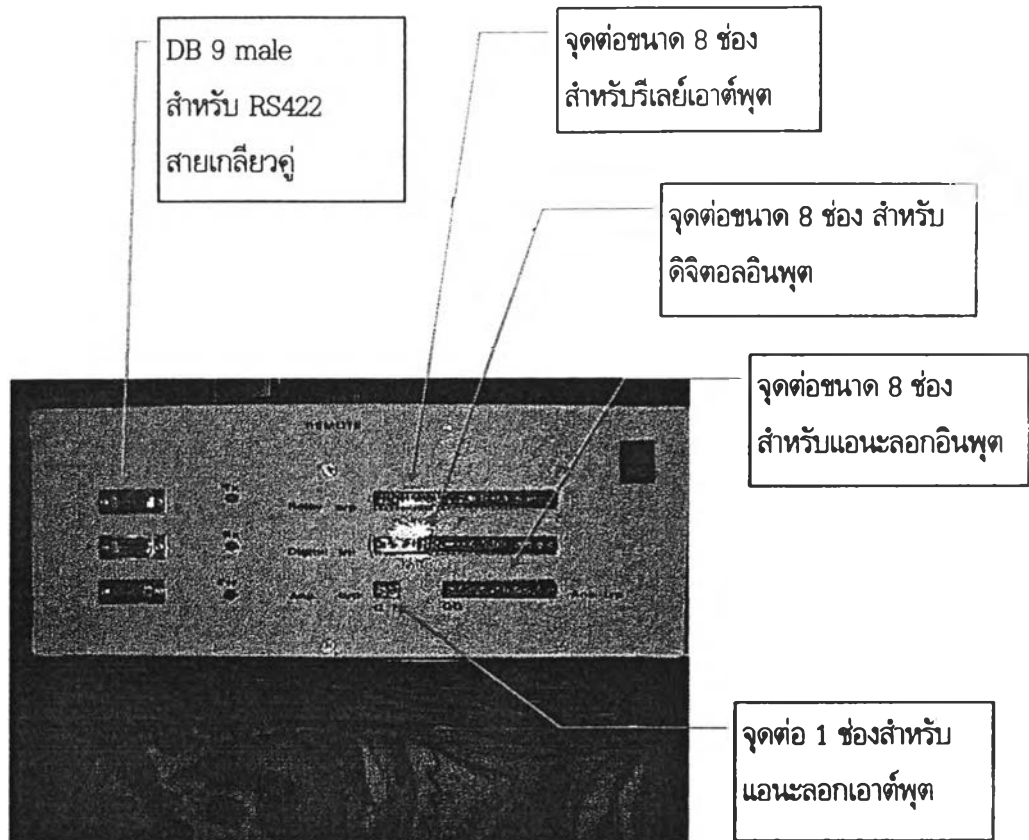 DB 9 male
สำหรับ RS422
สายเกลียวคู่
จุดต่อขนาด 8 ช่อง
สำหรับรีเลย์เอาต์พุต
จุดต่อขนาด 8 ช่อง สำหรับ
ดิจิตอลอินพุต
จุดต่อขนาด 8 ช่อง
สำหรับแอนะลอกอินพุต
REMOTE
จุดต่อ 1 ช่องสำหรับ
แอนะลอกเอาต์พุต